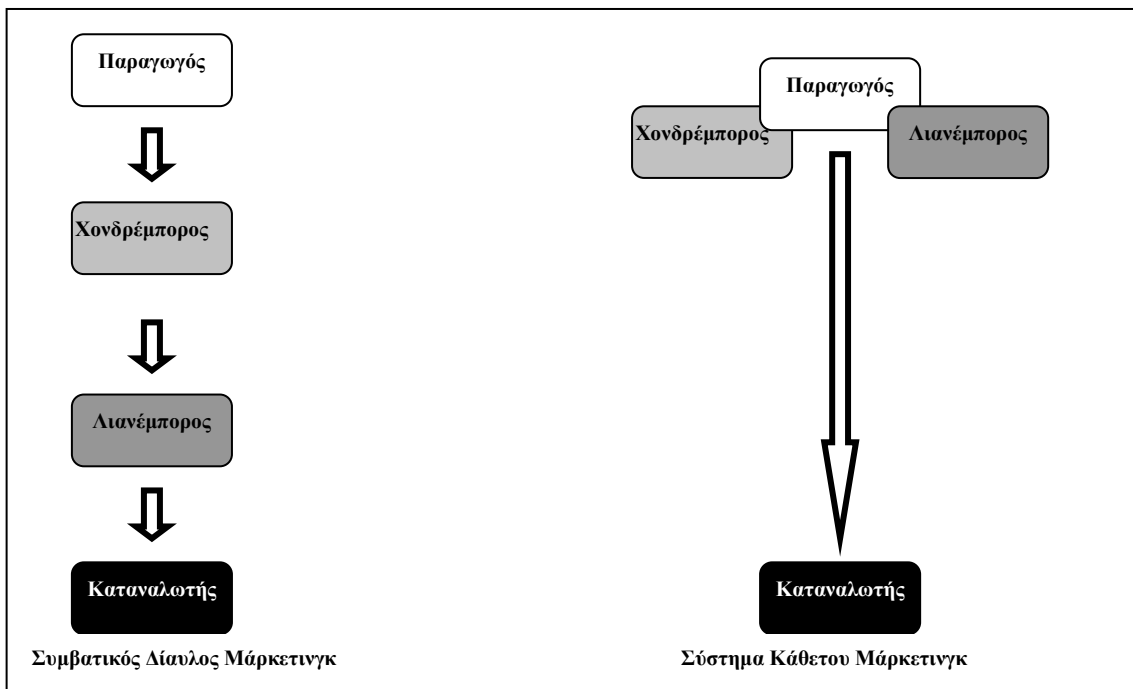 Παραγωγός
Χονδρέμπορος
Λιανέμπορος
Καταναλωτής
Συμβατικός Δίαυλος Μάρκετινγκ
Παραγωγός
Χονδρέμπορος
Λιανέμπορος
Καταναλωτής
Σύστημα Κάθετου Μάρκετινγκ